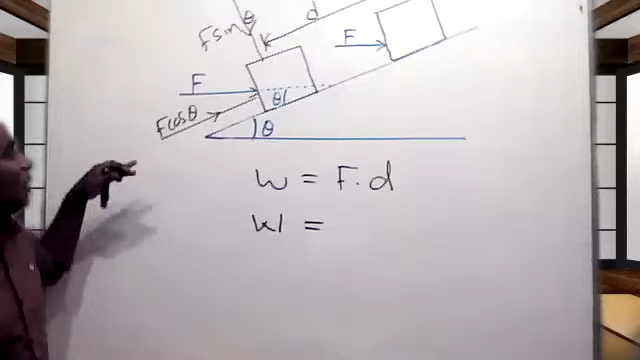 d
F sin θ
F
F
θ
F cos θ
θ
W = F . d
W =